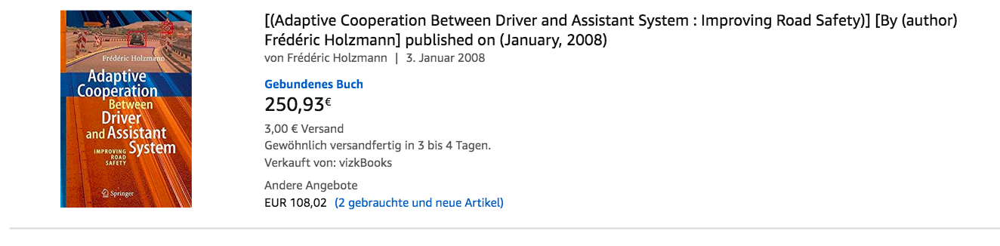 Frédéric Holzmann
Adaptive
Cooperation
Between
Driver
and Assistant
System
IMPROVING
ROAD
SAFETY
Springer
[(Adaptive Cooperation Between Driver and Assistant System : Improving Road Safety)] [By (author)
Frédéric Holzmann] published on (January, 2008)
von Frédéric Holzmann | 3. Januar 2008
Gebundenes Buch
250,93€
3,00 € Versand
Gewöhnlich versandfertig in 3 bis 4 Tagen.
Verkauft von: vizkBooks
Andere Angebote
EUR 108,02 (2 gebrauchte und neue Artikel)